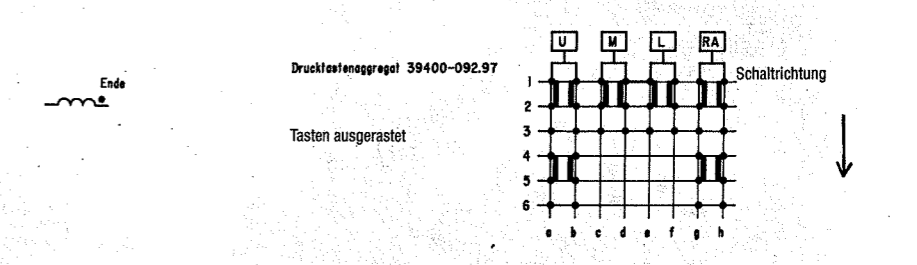 Ende
Drucktastenaggregat 39400-092.97
Tasten ausgerastet
U M L RA
Schaltrichtung
1
2
3
4
5
6
a b c d e f g h